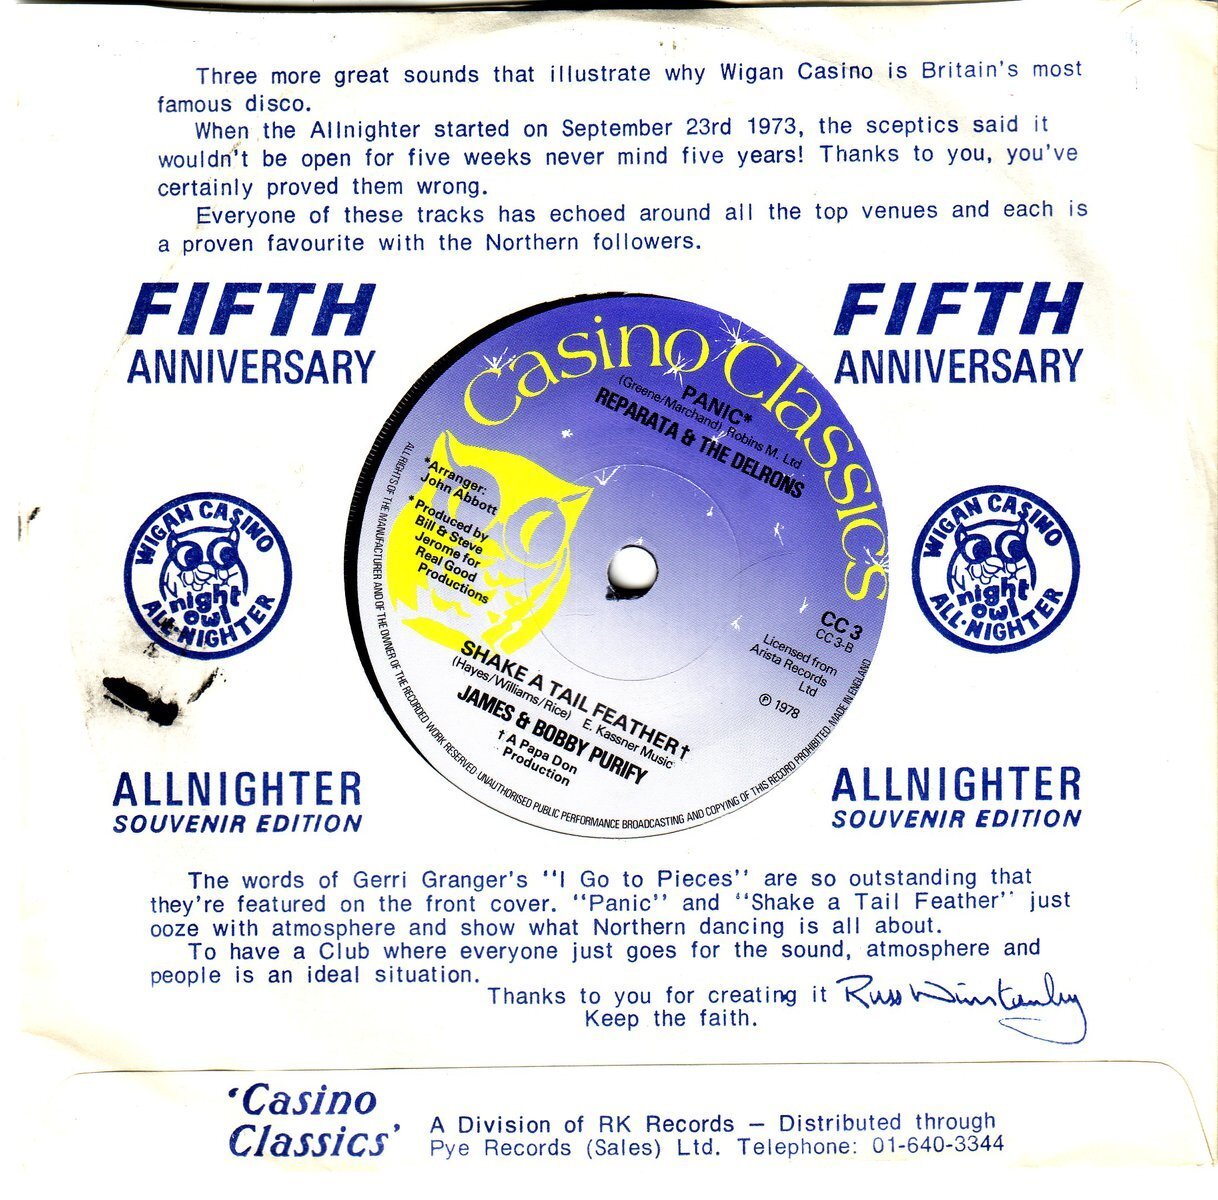 Three more great sounds that illustrate why Wigan Casino is Britain's most
famous disco.
When the Allnighter started on September 23rd 1973, the sceptics said it
wouldn't be open for five weeks never mind five years! Thanks to you, you've
certainly proved them wrong.
Everyone of these tracks has echoed around all the top venues and each is
a proven favourite with the Northern followers.
FIFTH
ANNIVERSARY
FIFTH
ANNIVERSARY
Casino Classics
PANIC*
(Greene/Marchand) Robins M. Ltd
REPARATA & THE DELRONS
*Arranger:
John Abbott
*Produced by
Bill & Steve
Jerome for
Real Good
Productions
CC 3
CC 3-B
Licensed from
Arista Records
Ltd
℗ 1978
SHAKE A TAIL FEATHER†
(Hayes/Williams/Rice) E. Kassner Music
JAMES & BOBBY PURIFY
† A Papa Don
Production
ALL RIGHTS OF THE MANUFACTURER AND OF THE OWNER OF THE RECORDED WORK RESERVED UNAUTHORISED PUBLIC PERFORMANCE BROADCASTING AND COPYING OF THIS RECORD PROHIBITED. MADE IN ENGLAND
WIGAN CASINO
night
owl
ALL·NIGHTER
WIGAN CASINO
night
owl
ALL·NIGHTER
ALLNIGHTER
SOUVENIR EDITION
ALLNIGHTER
SOUVENIR EDITION
The words of Gerri Granger's "I Go to Pieces" are so outstanding that
they're featured on the front cover. "Panic" and "Shake a Tail Feather" just
ooze with atmosphere and show what Northern dancing is all about.
To have a Club where everyone just goes for the sound, atmosphere and
people is an ideal situation.
Thanks to you for creating it Russ Winstanley
Keep the faith.
'Casino
Classics'
A Division of RK Records — Distributed through
Pye Records (Sales) Ltd. Telephone: 01-640-3344